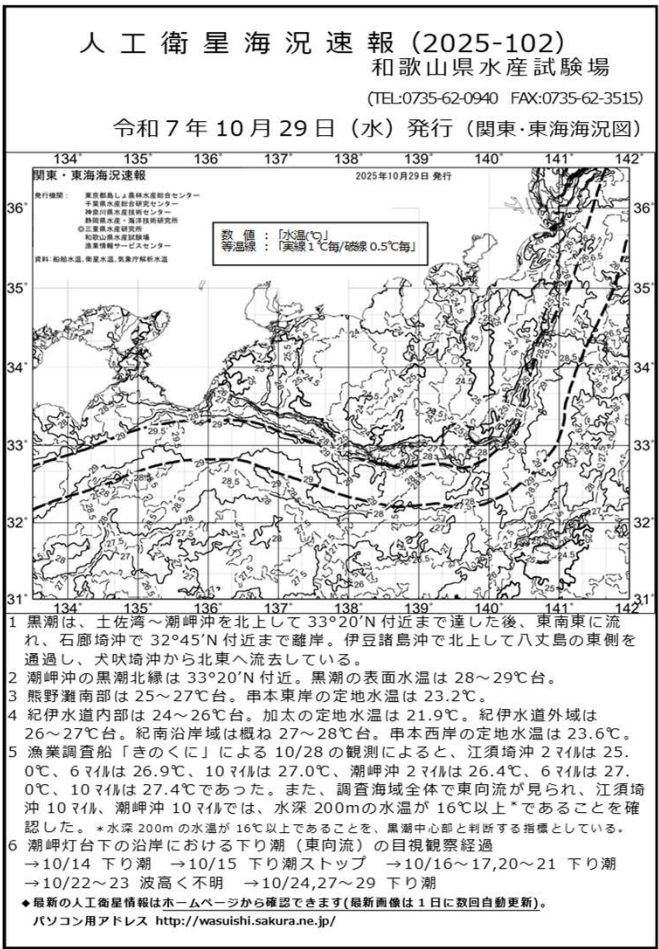 人工衛星海況速報(2025-102)
和歌山県水産試験場
(TEL:0735-62-0940 FAX:0735-62-3515)
令和7年10月29日(水)発行(関東・東海海況図)
134° 135° 136° 137° 138° 139° 140° 141° 142°
関東・東海海況速報
2025年10月29日 発行
発行機関: 東京都島しょ農林水産総合センター
千葉県水産総合研究センター
神奈川県水産技術センター
静岡県水産・海洋技術研究所
◎三重県水産研究所
和歌山県水産試験場
漁業情報サービスセンター
資料:船舶水温,衛星水温,気象庁解析水温
数 値 :「水温(℃)」
等温線 :「実線1℃毎/破線0.5℃毎」
36°
35°
34°
33°
32°
31°
134° 135° 136° 137° 138° 139° 140° 141° 142°
1 黒潮は、土佐湾~潮岬沖を北上して33°20'N付近まで達した後、東南東に流
れ、石廊埼沖で32°45'N付近まで離岸。伊豆諸島沖で北上して八丈島の東側を
通過し、犬吠埼沖から北東へ流去している。
2 潮岬沖の黒潮北縁は33°20'N付近。黒潮の表面水温は28~29℃台。
3 熊野灘南部は25~27℃台。串本東岸の定地水温は23.2℃。
4 紀伊水道内部は24~26℃台。加太の定地水温は21.9℃。紀伊水道外域は
26~27℃台。紀南沿岸域は概ね27~28℃台。串本西岸の定地水温は23.6℃。
5 漁業調査船「きのくに」による10/28の観測によると、江須埼沖2マイルは25.
0℃、6マイルは26.9℃、10マイルは27.0℃、潮岬沖2マイルは26.4℃、6マイルは27.
0℃、10マイルは27.4℃であった。また、調査海域全体で東向流が見られ、江須埼
沖10マイル、潮岬沖10マイルでは、水深200mの水温が16℃以上*であることを確
認した。*水深200mの水温が16℃以上であることを、黒潮中心部と判断する指標としている。
6 潮岬灯台下の沿岸における下り潮(東向流)の目視観察経過
→10/14 下り潮 →10/15 下り潮ストップ →10/16~17,20~21 下り潮
→10/22~23 波高く不明 →10/24,27~29 下り潮
◆最新の人工衛星情報はホームページから確認できます(最新画像は1日に数回自動更新)。
パソコン用アドレス http://wasuishi.sakura.ne.jp/